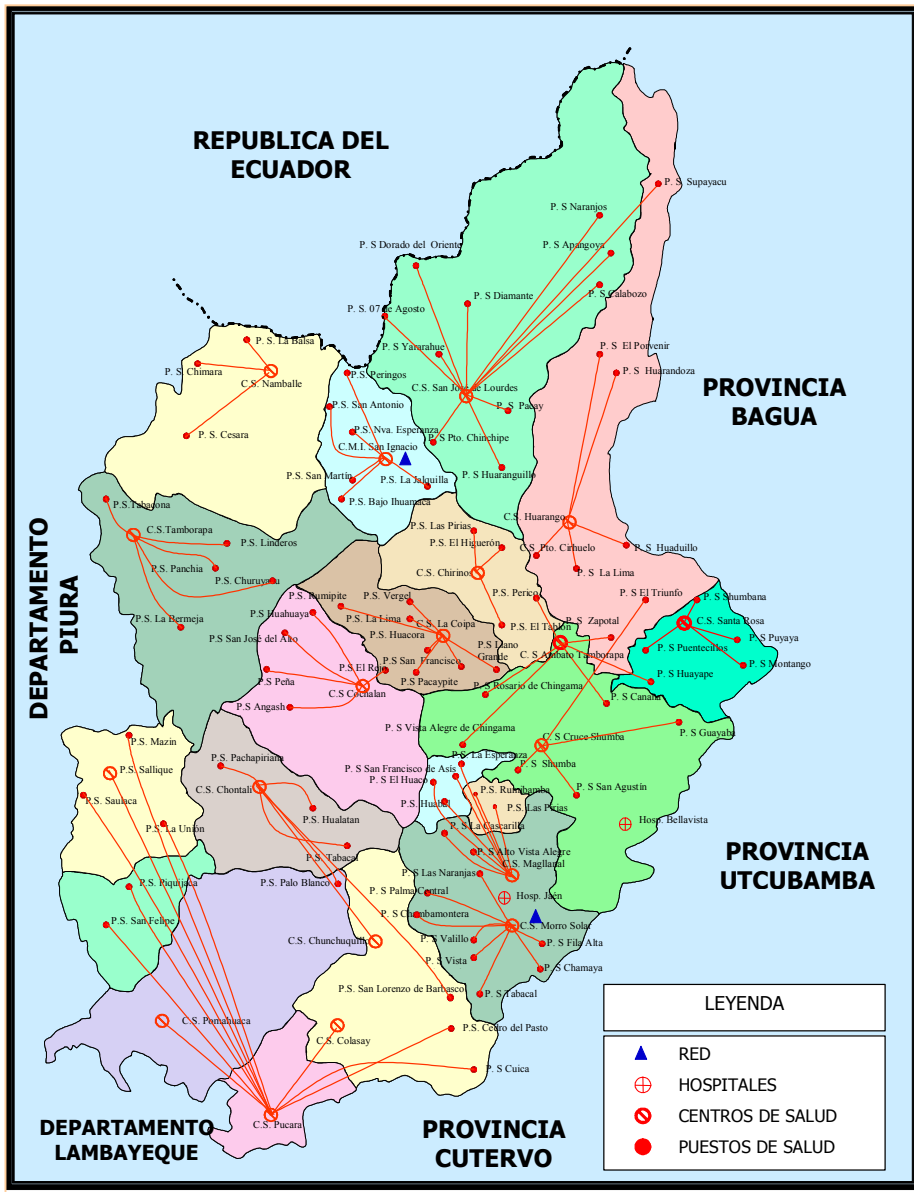 REPUBLICA DEL
ECUADOR
P. S. Supayacu
P. S Naranjos
P. S Dorado del Oriente
P. S Apangoya
P. S Calabozo
P. S Diamante
P. S. 07 de Agosto
P. S. La Balsa
P. S Yararahue
P. S El Porvenir
P. S. Chimara
C.S. Namballe
P.S. Peringos
P. S. Huarandoza
C.S. San José de Lourdes
PROVINCIA
BAGUA
P.S. San Antonio
P. S. Pacay
P. S. Cesara
P.S. Nva. Esperanza
P. S Pto. Chinchipe
C.M.I. San Ignacio
P. S Huaranguillo
P.S. San Martín
P.S. La Jalquilla
P.S. Bajo Ihuamaca
P.S.Tabacona
C.S. Huarango
C.S.Tamborapa
P.S. Las Pirias
P.S. Linderos
P.S. El Higuerón
C. S. Pto. Ciruelo
P. S. Huaduillo
P.S. Panchia
P.S. Churuyacu
C.S. Chirinos
P. S. La Lima
DEPARTAMENTO
PIURA
P.S. Rumipite
P.S. Vergel
P.S. Perico
P. S El Triunfo
P. S Shumbana
P.S. La Bermeja
P.S Huahuaya
P.S. La Lima
C.S. La Coipa
P.S. El Tablón
P. S. Zapotal
C.S. Santa Rosa
P.S San José del Alto
P.S. Huacora
P.S Llano
Grande
C. S Ambato Tamborapa
P. S Puentecillos
P. S Puyaya
P.S El Rejo
P.S San Francisco
P. S Montango
P. S Peña
C.S Cochalan
P.S Pacaypite
P. S Huayape
P. S Rosario de Chingama
P. S Canana
P.S Angash
P. S Vista Alegre de Chingama
P. S Guayaba
P.S. Mazin
C. S Cruce Shumba
P.S. Pachapiriana
P.S. La Esperanza
P.S. Sallique
P. S San Francisco de Asis
P. S. Shumba
P. S El Huaco
C.S. Chontali
P.S. Rumibamba
P.S San Agustín
P.S. Saulaca
P.S. Huabal
P.S. Las Pirias
P.S. Hualatan
P.S. La Unión
P. S La Cascarilla
Hosp. Bellavista
P.S. Tabacal
P. S Alto Vista Alegre
C.S. Magllanal
P. S Las Naranjas
PROVINCIA
UTCUBAMBA
P.S. Piquijaca
P.S. Palo Blanco
P. S Palma Central
Hosp. Jaén
P.S. San Felipe
P. S Chambamontera
C.S. Morro Solar
C.S. Chunchuquillo
P. S Valillo
P. S Fila Alta
P. S Vista
P. S Chamaya
P.S. San Lorenzo de Barbasco
P. S Tabacal
C.S. Pomahuaca
P.S. Cedro del Pasto
C.S. Colasay
P. S Cuica
C.S. Pucara
DEPARTAMENTO
LAMBAYEQUE
PROVINCIA
CUTERVO
LEYENDA
RED
HOSPITALES
CENTROS DE SALUD
PUESTOS DE SALUD